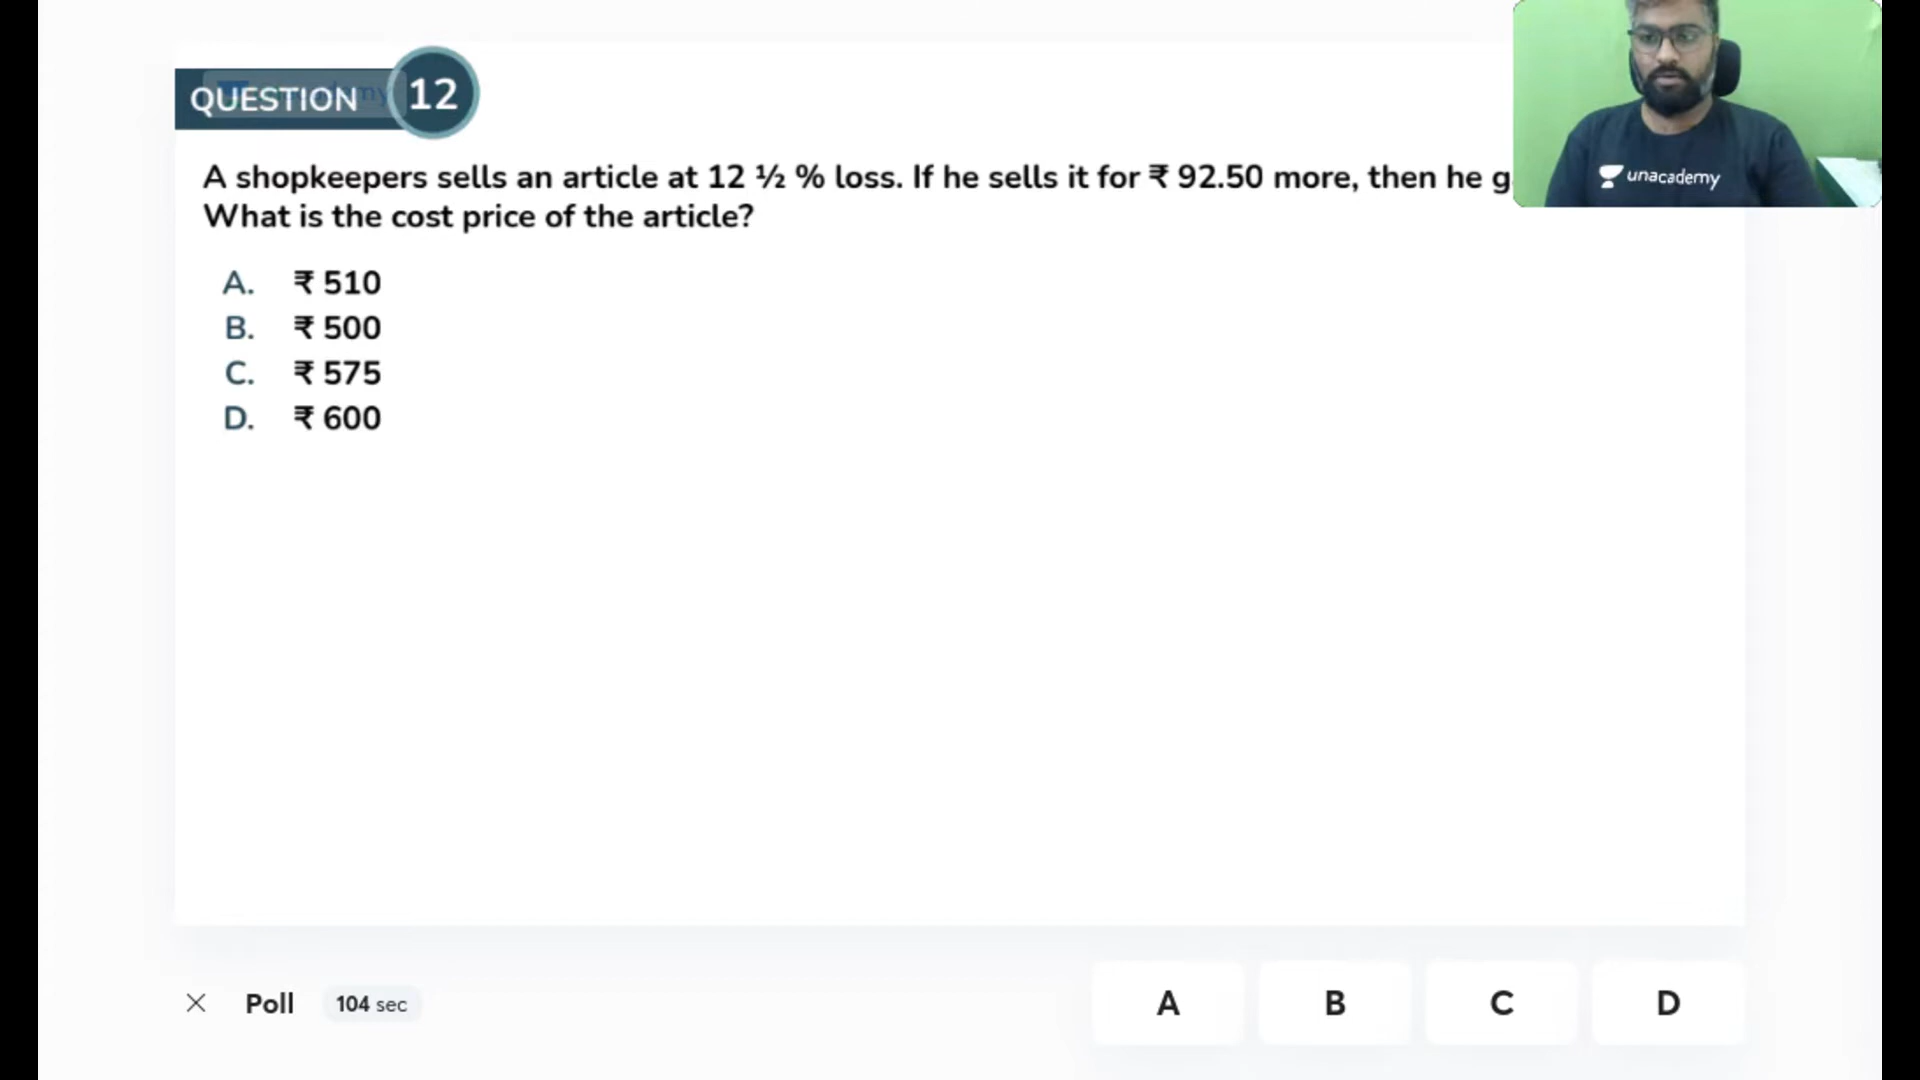 QUESTION 12
A shopkeepers sells an article at 12 ½ % loss. If he sells it for ₹ 92.50 more, then he
What is the cost price of the article?
A. ₹ 510
B. ₹ 500
C. ₹ 575
D. ₹ 600
unacademy
Poll 104 sec
A B C D